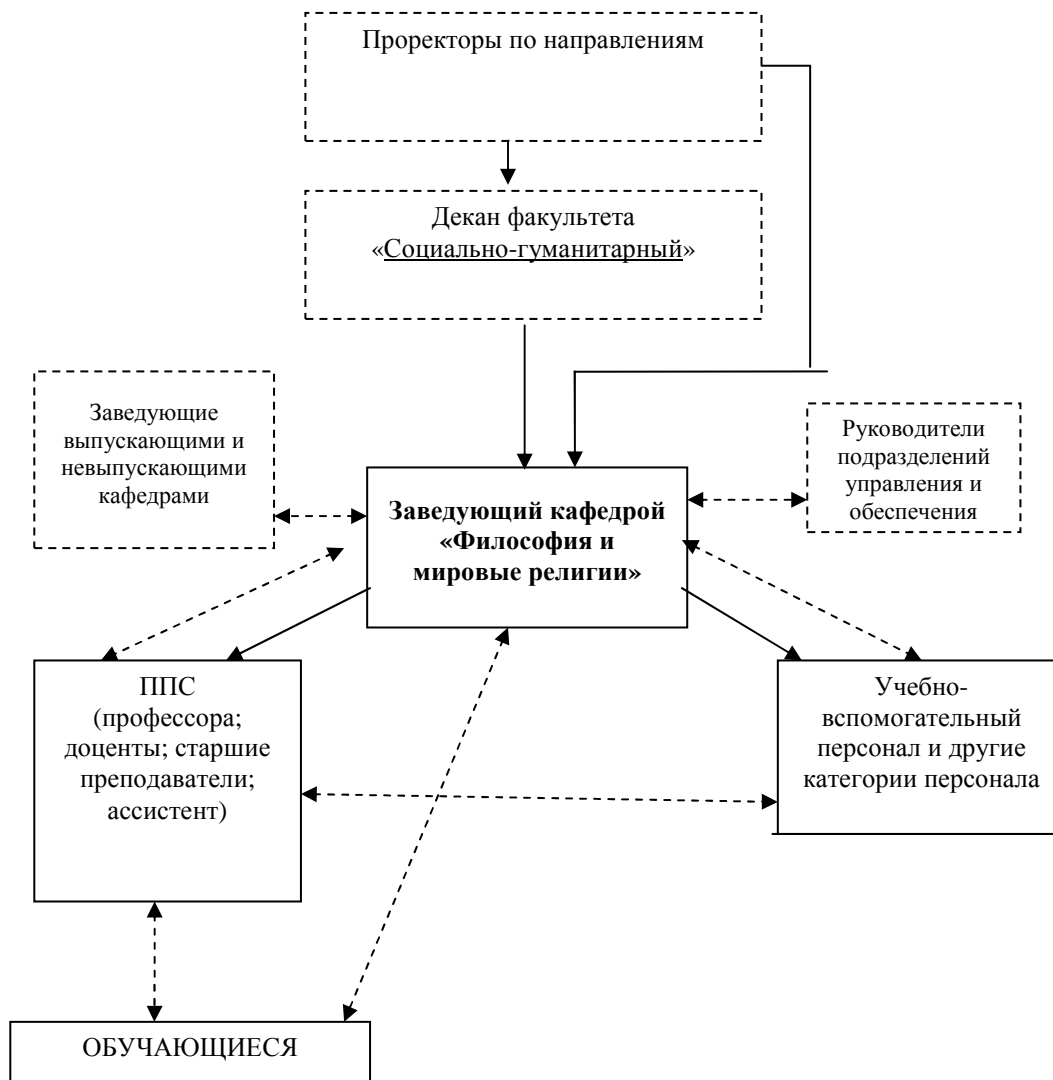 Проректоры по направлениям
Декан факультета
«Социально-гуманитарный»
Заведующие
выпускающими и
невыпускающими
кафедрами
Руководители
подразделений
управления и
обеспечения
Заведующий кафедрой
«Философия и
мировые религии»
ППС
(профессора;
доценты; старшие
преподаватели;
ассистент)
Учебно-
вспомогательный
персонал и другие
категории персонала
ОБУЧАЮЩИЕСЯ